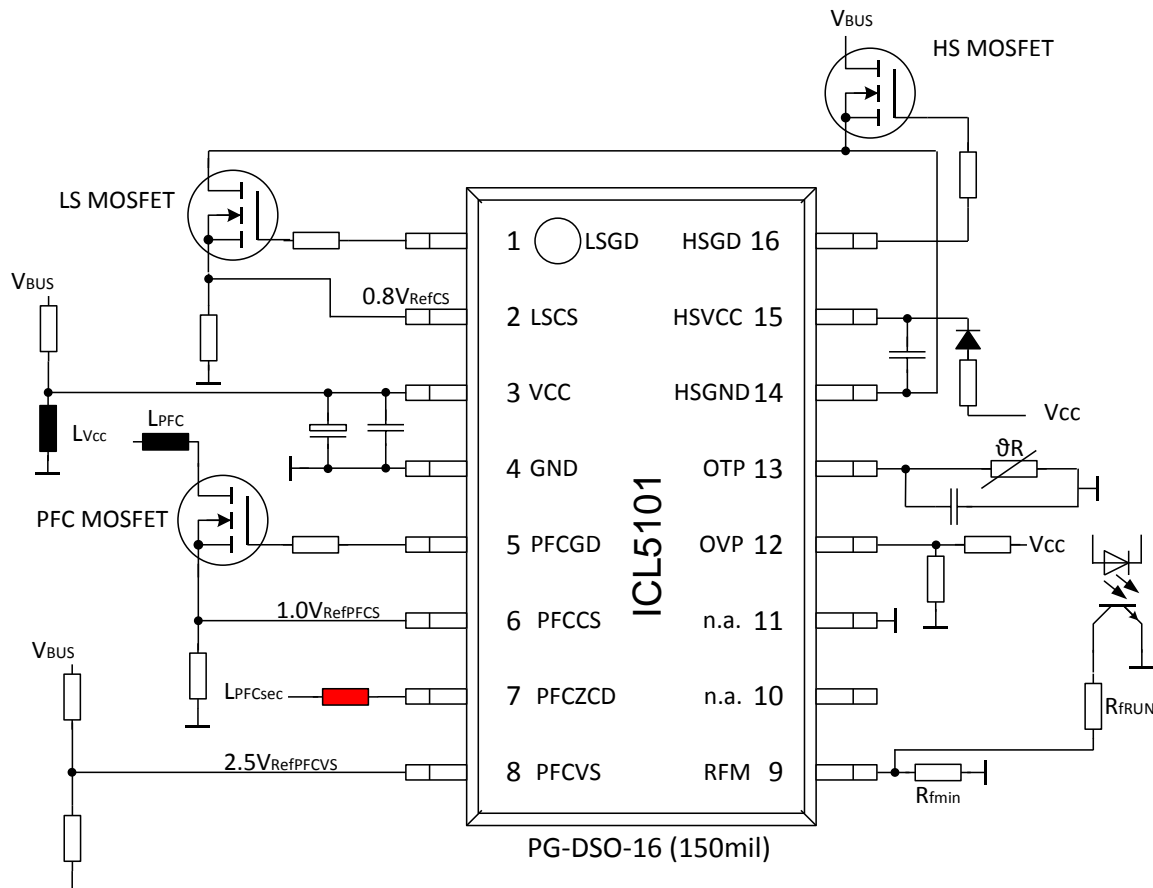 VBUS
HS MOSFET
LS MOSFET
1 LSGD HSGD 16
VBUS
0.8VRefCS
2 LSCS HSVCC 15
3 VCC HSGND 14
LPFC
LVcc
Vcc
4 GND OTP 13
ϑR
PFC MOSFET
5 PFCGD OVP 12
Vcc
ICL5101
1.0VRefPFCS
6 PFCCS n.a. 11
VBUS
LPFCsec
7 PFCZCD n.a. 10
RfRUN
2.5VRefPFCVS
8 PFCVS RFM 9
Rfmin
PG-DSO-16 (150mil)